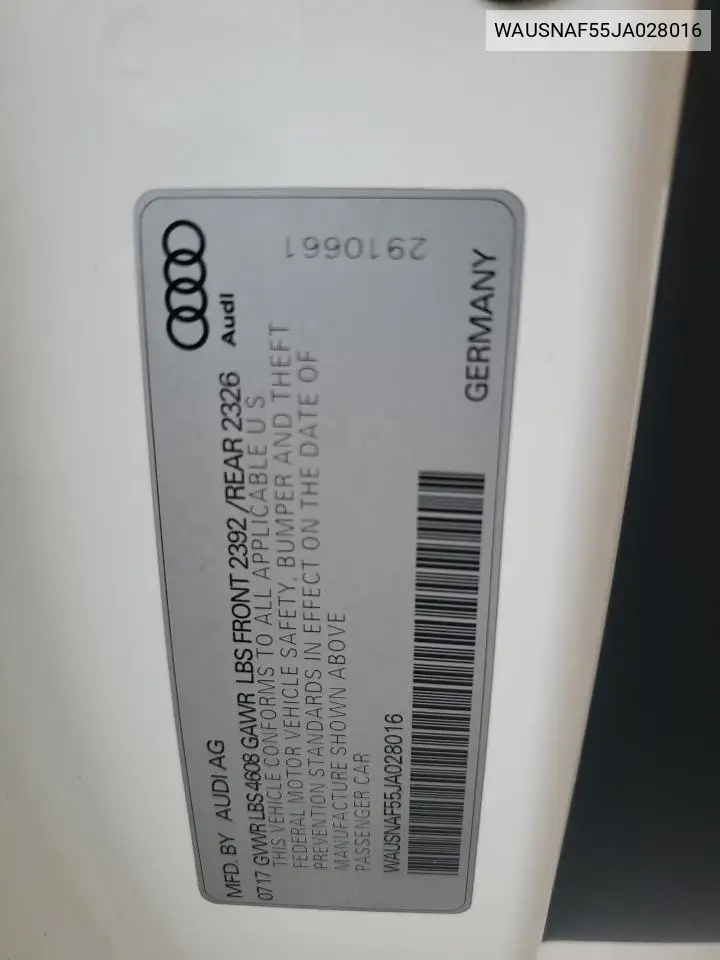 WAUSNAF55JA028016
MFD. BY AUDI AG
Audi
0717 GVWR LBS 4608 GAWR LBS FRONT 2392 /REAR 2326
THIS VEHICLE CONFORMS TO ALL APPLICABLE U S
FEDERAL MOTOR VEHICLE SAFETY, BUMPER AND THEFT
PREVENTION STANDARDS IN EFFECT ON THE DATE OF
MANUFACTURE SHOWN ABOVE
PASSENGER CAR
WAUSNAF55JA028016
GERMANY
2910661